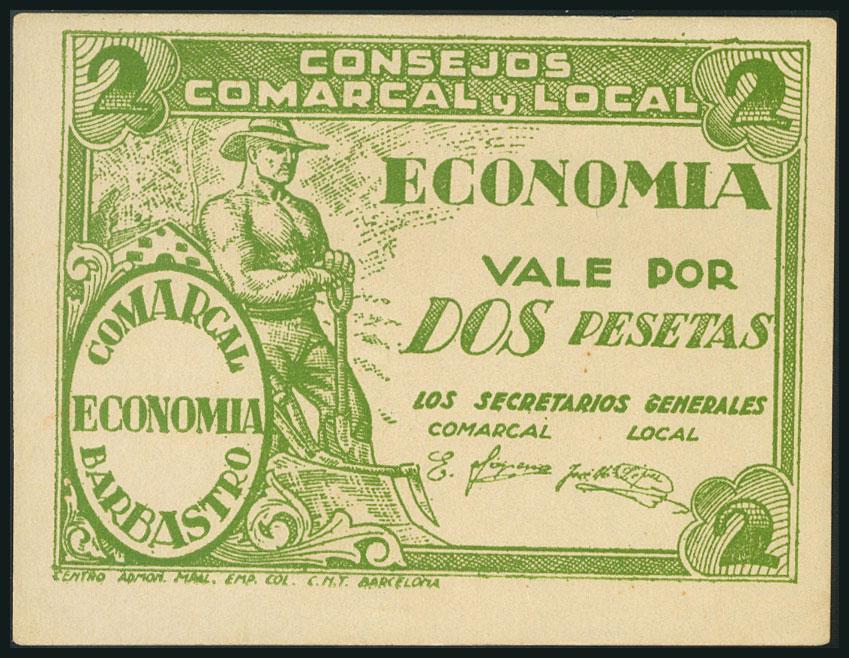 2 2
CONSEJOS
COMARCAL y LOCAL
ECONOMIA
VALE POR
DOS PESETAS
LOS SECRETARIOS GENERALES
COMARCAL LOCAL
E.
COMARCAL
ECONOMIA
BARBASTRO
2
CENTRO ADMON. MRAL. EMP. COL. C.N.T. BARCELONA